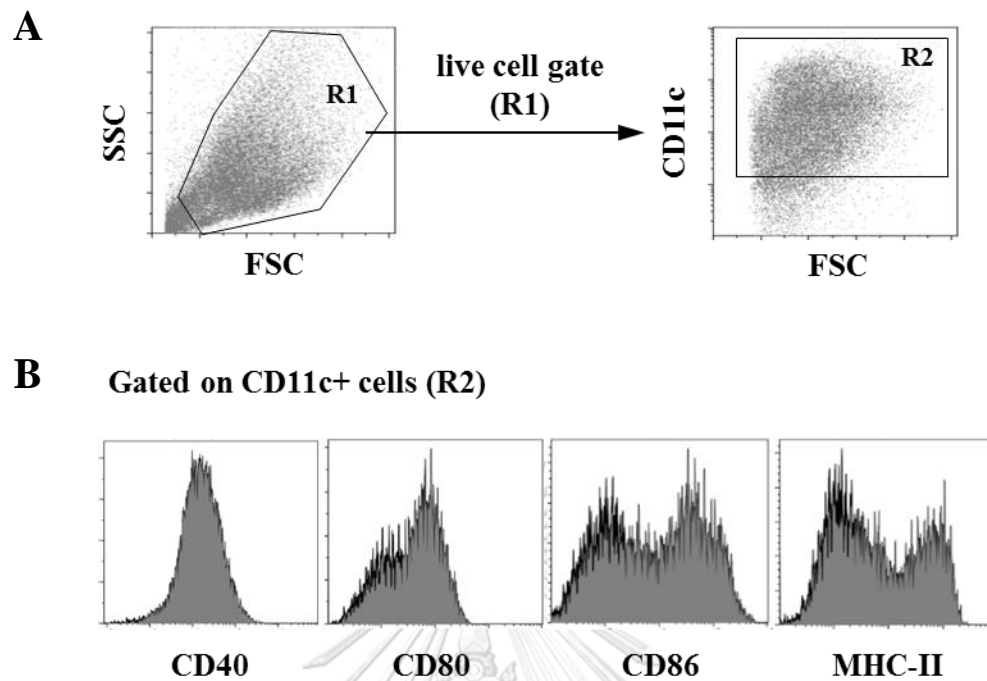 A
SSC
R1
FSC
live cell gate
(R1)
CD11c
R2
FSC
B
Gated on CD11c+ cells (R2)
CD40
CD80
CD86
MHC-II